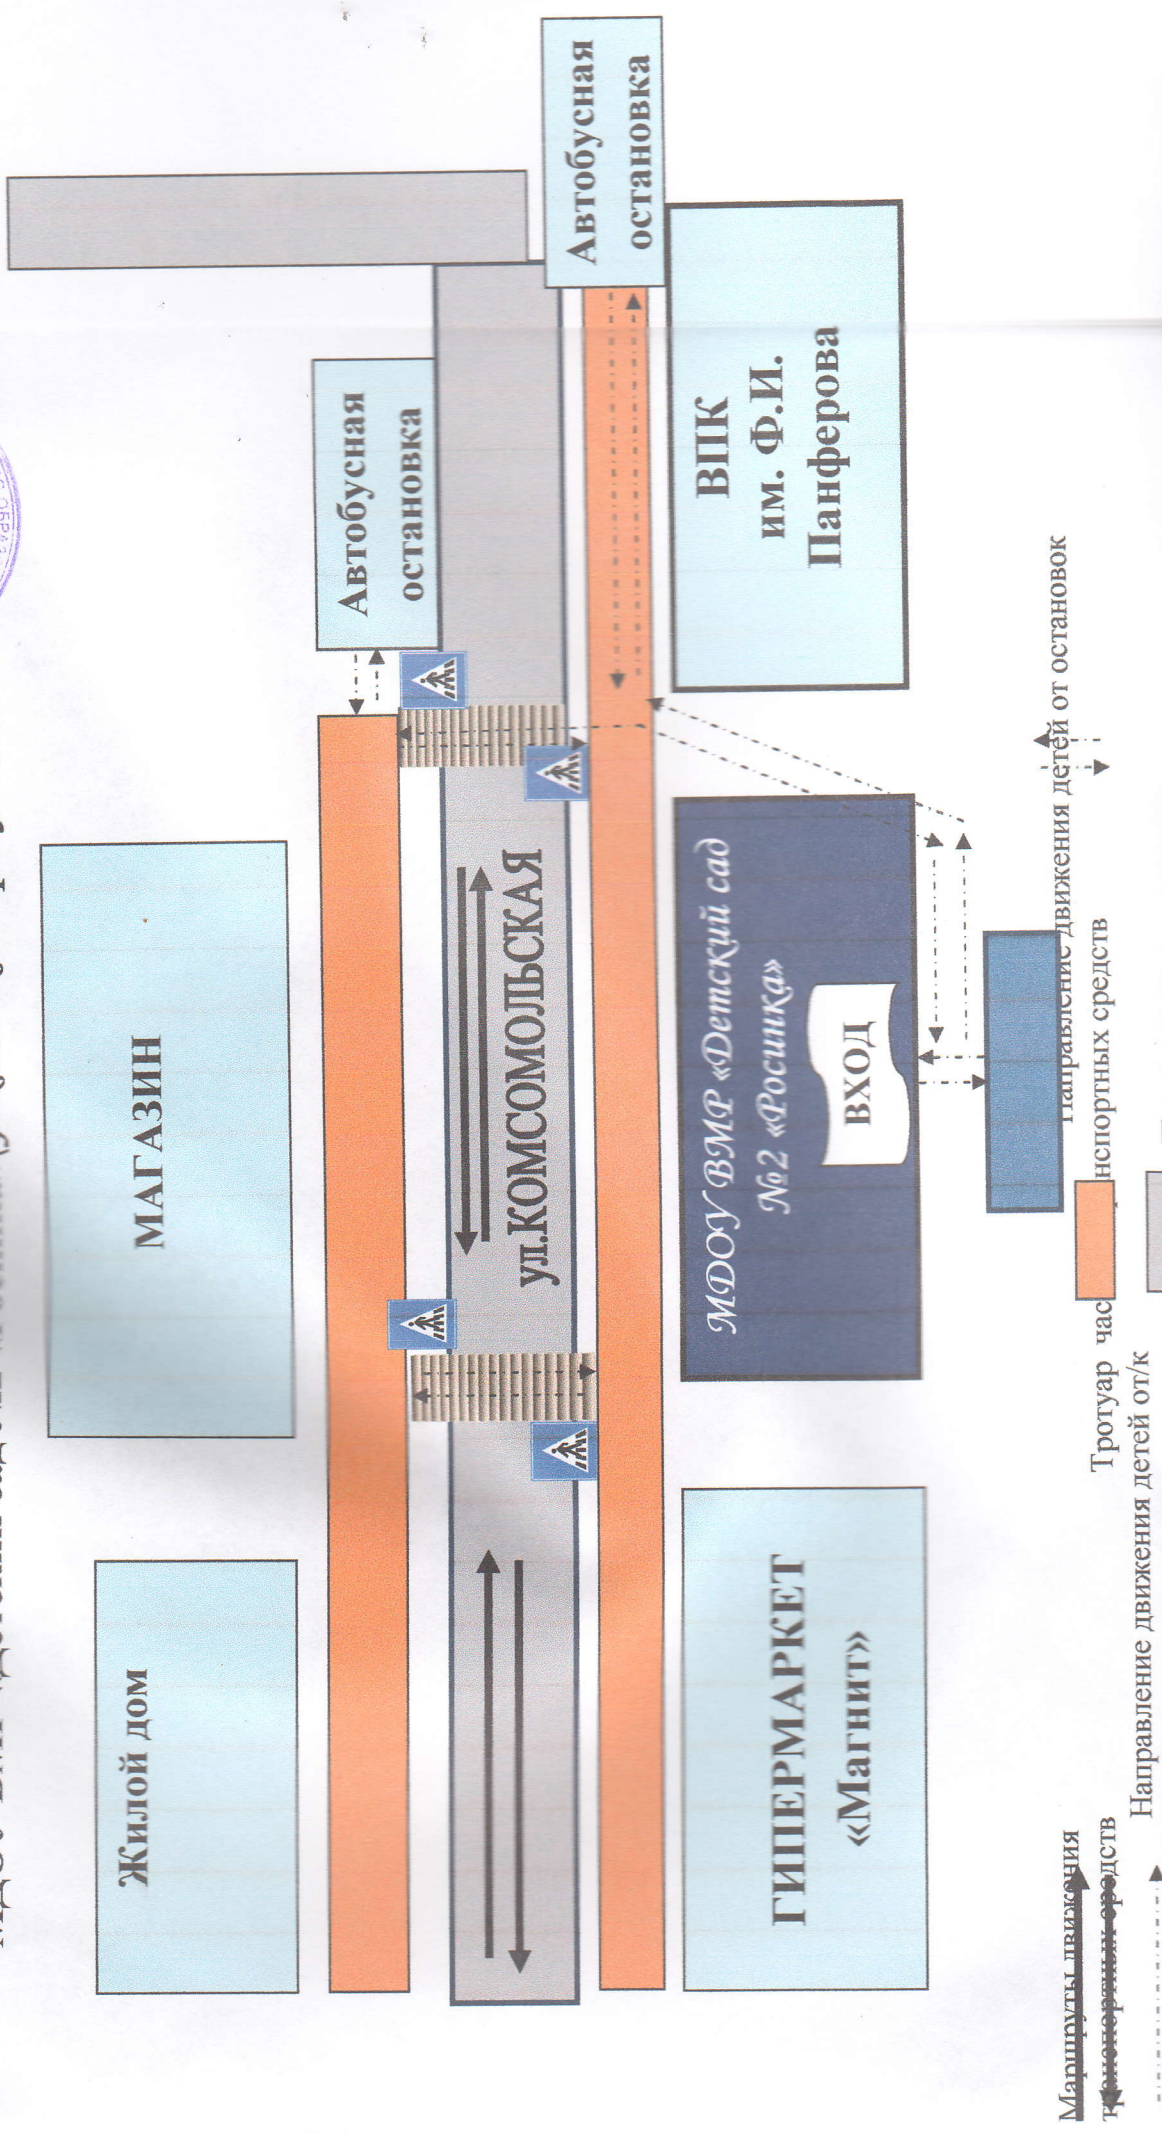 Автобусная
остановка
Автобусная
остановка
МАГАЗИН
Жилой дом
ул.КОМСОМОЛЬСКАЯ
ВПК
им. Ф.И.
Панферова
МДОУ ВМР «Детский сад
№2 «Росинка»
ВХОД
ГИПЕРМАРКЕТ
«Магнит»
Направление движения детей от остановок
Тротуар
средств
Направление движения детей от/к
Маршруты движения
транспортных средств